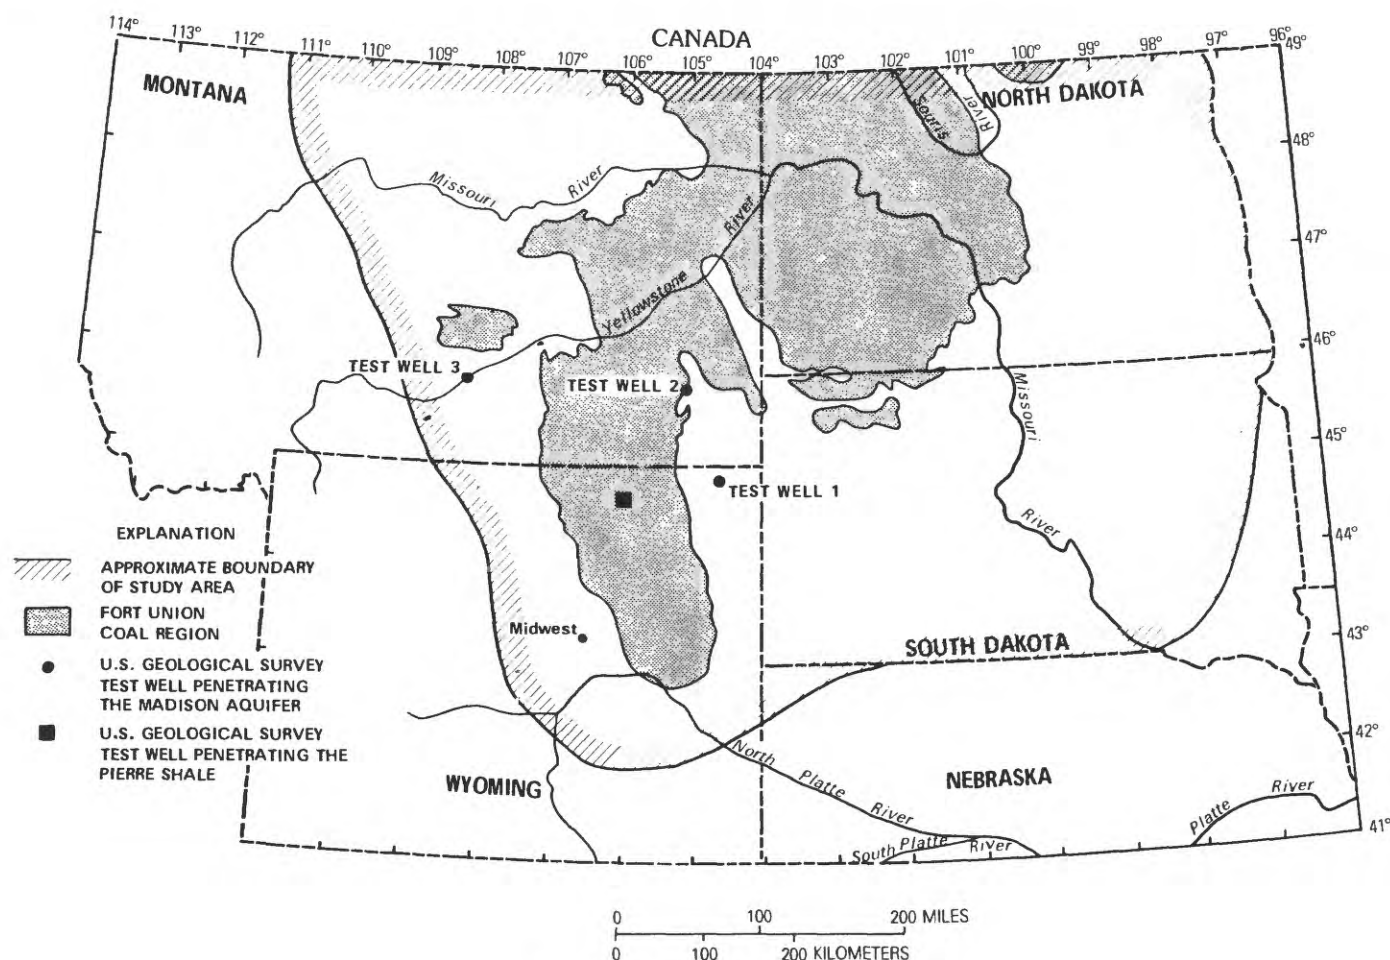 CANADA
114° 113° 112° 111° 110° 109° 108° 107° 106° 105° 104° 103° 102° 101° 100° 99° 98° 97° 96°
49°
MONTANA
NORTH DAKOTA
Souris
River
48°
Missouri
River
47°
River
Yellowstone
46°
TEST WELL 3
TEST WELL 2
Missouri
45°
TEST WELL 1
River
44°
EXPLANATION
APPROXIMATE BOUNDARY
OF STUDY AREA
FORT UNION
COAL REGION
Midwest
43°
SOUTH DAKOTA
U.S. GEOLOGICAL SURVEY
TEST WELL PENETRATING
THE MADISON AQUIFER
U.S. GEOLOGICAL SURVEY
TEST WELL PENETRATING THE
PIERRE SHALE
42°
WYOMING
North
Platte
River
NEBRASKA
Platte
River
41°
South Platte
River
0 100 200 MILES
0 100 200 KILOMETERS